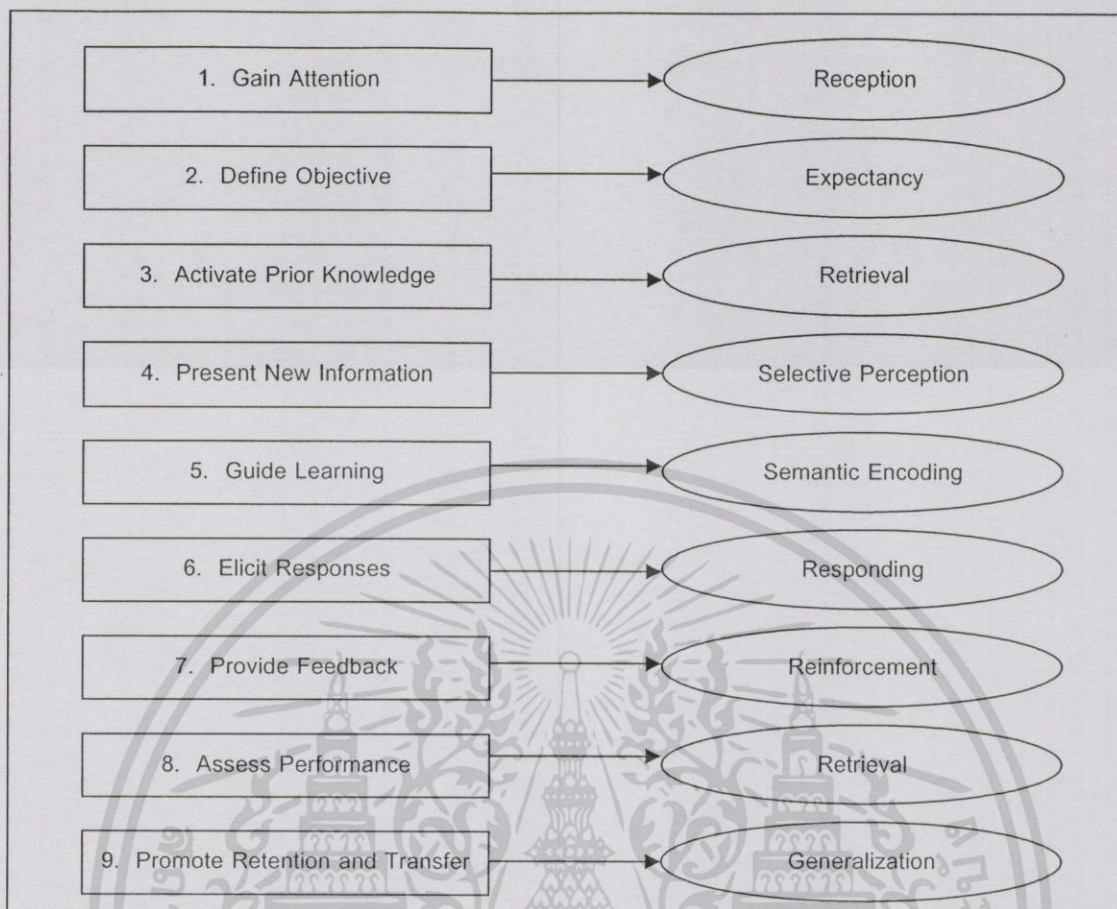 1. Gain Attention
Reception
2. Define Objective
Expectancy
3. Activate Prior Knowledge
Retrieval
4. Present New Information
Selective Perception
5. Guide Learning
Semantic Encoding
6. Elicit Responses
Responding
7. Provide Feedback
Reinforcement
8. Assess Performance
Retrieval
9. Promote Retention and Transfer
Generalization